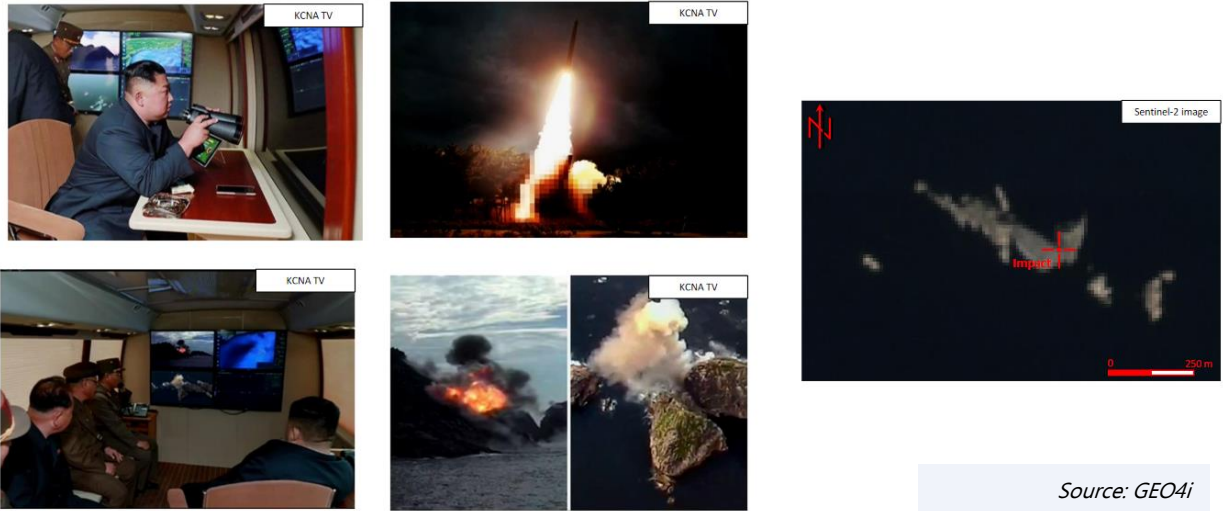 KCNA TV
KCNA TV
Sentinel-2 image
N
Impact
0 250 m
KCNA TV
KCNA TV
Source: GEO4i